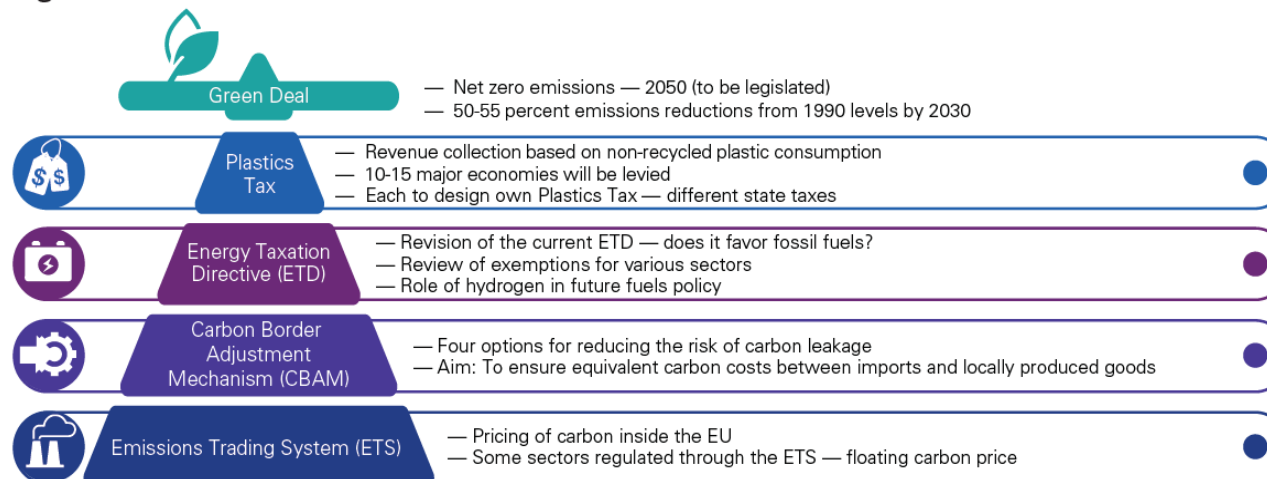 Green Deal
— Net zero emissions — 2050 (to be legislated)
— 50-55 percent emissions reductions from 1990 levels by 2030
$ $
Plastics
Tax
— Revenue collection based on non-recycled plastic consumption
— 10-15 major economies will be levied
— Each to design own Plastics Tax — different state taxes
Energy Taxation
Directive (ETD)
— Revision of the current ETD — does it favor fossil fuels?
— Review of exemptions for various sectors
— Role of hydrogen in future fuels policy
Carbon Border
Adjustment
Mechanism (CBAM)
— Four options for reducing the risk of carbon leakage
— Aim: To ensure equivalent carbon costs between imports and locally produced goods
Emissions Trading System (ETS)
— Pricing of carbon inside the EU
— Some sectors regulated through the ETS — floating carbon price